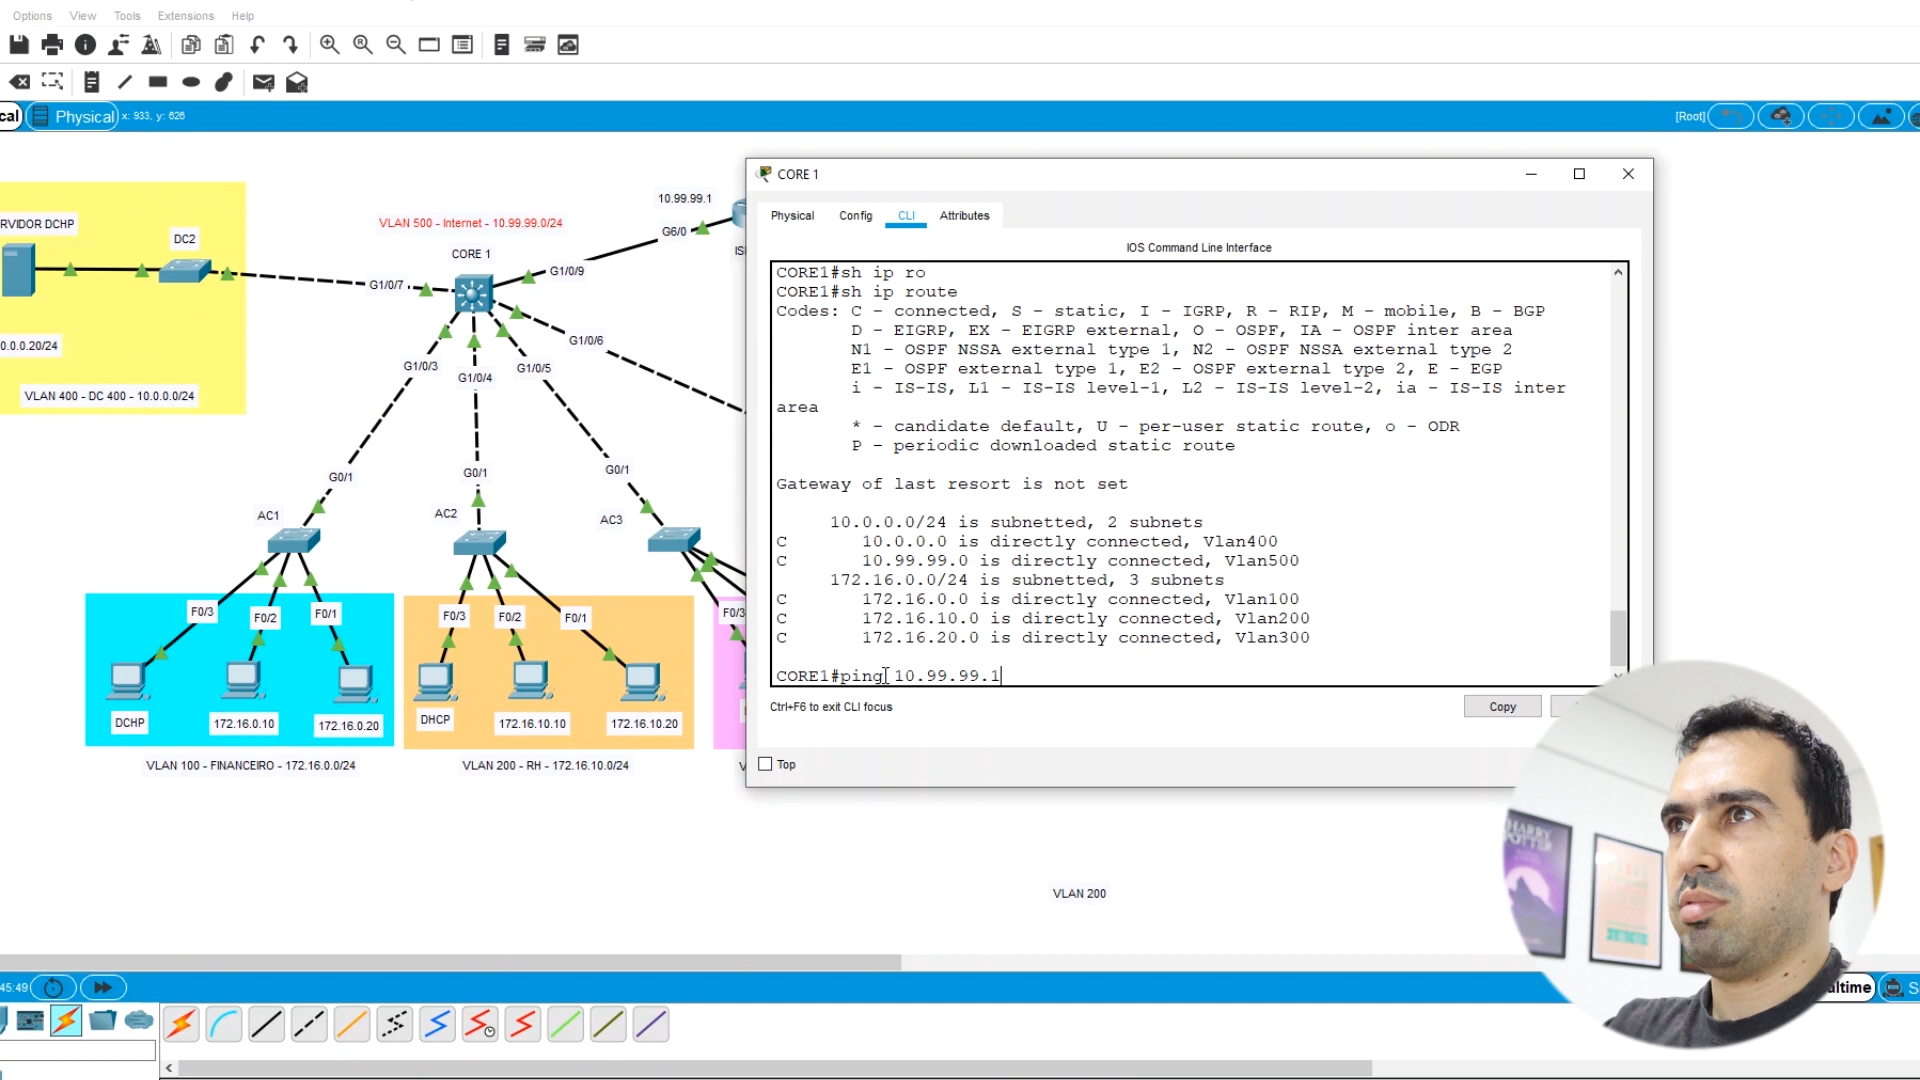 Options View Tools Extensions Help
cal Physical x: 933, y: 626
[Root]
RVIDOR DCHP
DC2
0.0.0.20/24
VLAN 400 - DC 400 - 10.0.0.0/24
VLAN 500 - Internet - 10.99.99.0/24
CORE 1
10.99.99.1
G6/0
G1/0/9
G1/0/7
G1/0/6
G1/0/3
G1/0/4
G1/0/5
G0/1
G0/1
G0/1
AC1
AC2
AC3
F0/3
F0/2
F0/1
F0/3
F0/2
F0/1
F0/3
DCHP
172.16.0.10
172.16.0.20
DHCP
172.16.10.10
172.16.10.20
VLAN 100 - FINANCEIRO - 172.16.0.0/24
VLAN 200 - RH - 172.16.10.0/24
CORE 1
Physical Config CLI Attributes
IOS Command Line Interface
CORE1#sh ip ro
CORE1#sh ip route
Codes: C - connected, S - static, I - IGRP, R - RIP, M - mobile, B - BGP
D - EIGRP, EX - EIGRP external, O - OSPF, IA - OSPF inter area
N1 - OSPF NSSA external type 1, N2 - OSPF NSSA external type 2
E1 - OSPF external type 1, E2 - OSPF external type 2, E - EGP
i - IS-IS, L1 - IS-IS level-1, L2 - IS-IS level-2, ia - IS-IS inter
area
* - candidate default, U - per-user static route, o - ODR
P - periodic downloaded static route
Gateway of last resort is not set
10.0.0.0/24 is subnetted, 2 subnets
C 10.0.0.0 is directly connected, Vlan400
C 10.99.99.0 is directly connected, Vlan500
172.16.0.0/24 is subnetted, 3 subnets
C 172.16.0.0 is directly connected, Vlan100
C 172.16.10.0 is directly connected, Vlan200
C 172.16.20.0 is directly connected, Vlan300
CORE1#ping 10.99.99.1
Ctrl+F6 to exit CLI focus
Copy
Top
VLAN 200
HARRY
POTTER
45:49
altime
S